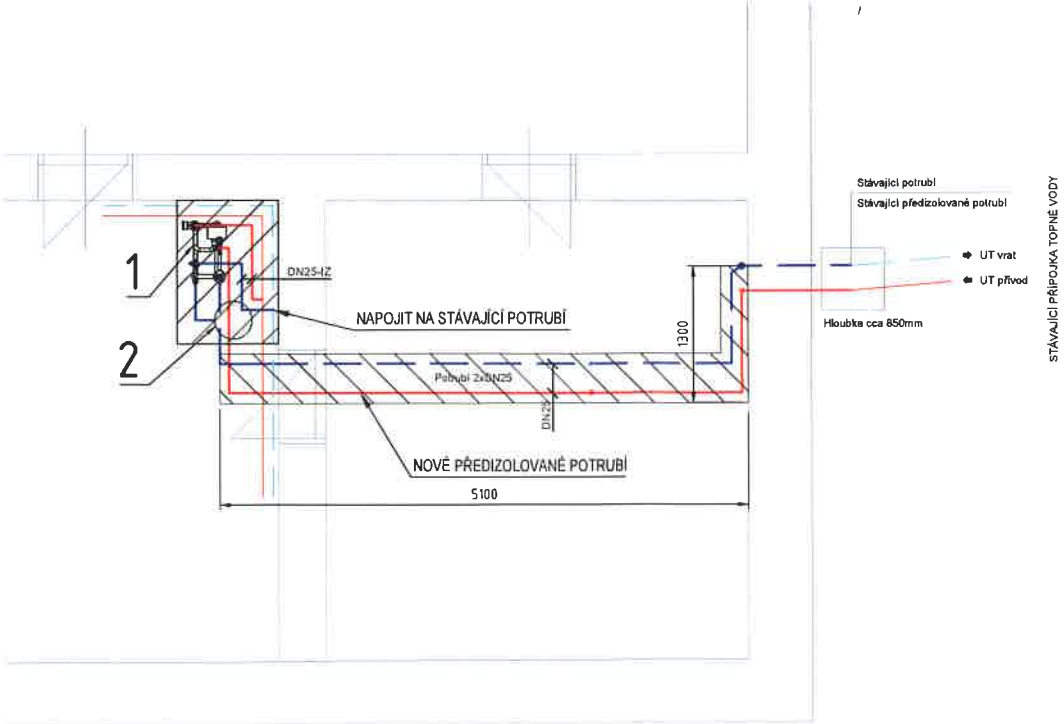 Stávající potrubí
Stávající předizolované potrubí
UT vrat
UT přívod
Hloubka cca 850mm
STÁVAJÍCÍ PŘÍPOJKA TOPNÉ VODY
1
DN25-IZ
NAPOJIT NA STÁVAJÍCÍ POTRUBÍ
1300
2
Potrubí 2xDN25
DN25
NOVÉ PŘEDIZOLOVANÉ POTRUBÍ
5100